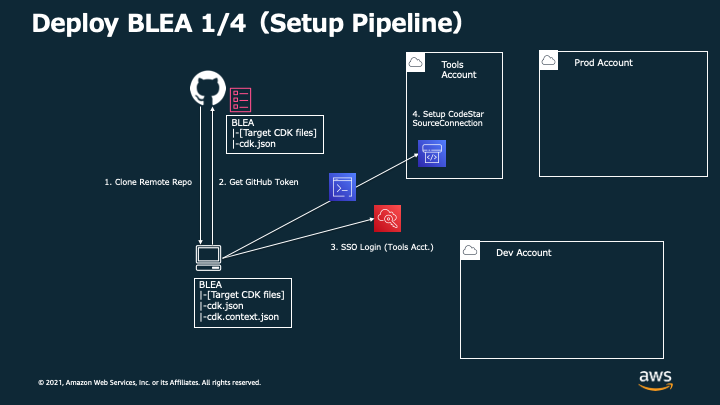 Deploy BLEA 1/4（Setup Pipeline）
Tools
Account
Prod Account
4. Setup CodeStar
SourceConnection
BLEA
|-[Target CDK files]
|-cdk.json
1. Clone Remote Repo
2. Get GitHub Token
3. SSO Login (Tools Acct.)
Dev Account
BLEA
|-[Target CDK files]
|-cdk.json
|-cdk.context.json
© 2021, Amazon Web Services, Inc. or its Affiliates. All rights reserved.
aws